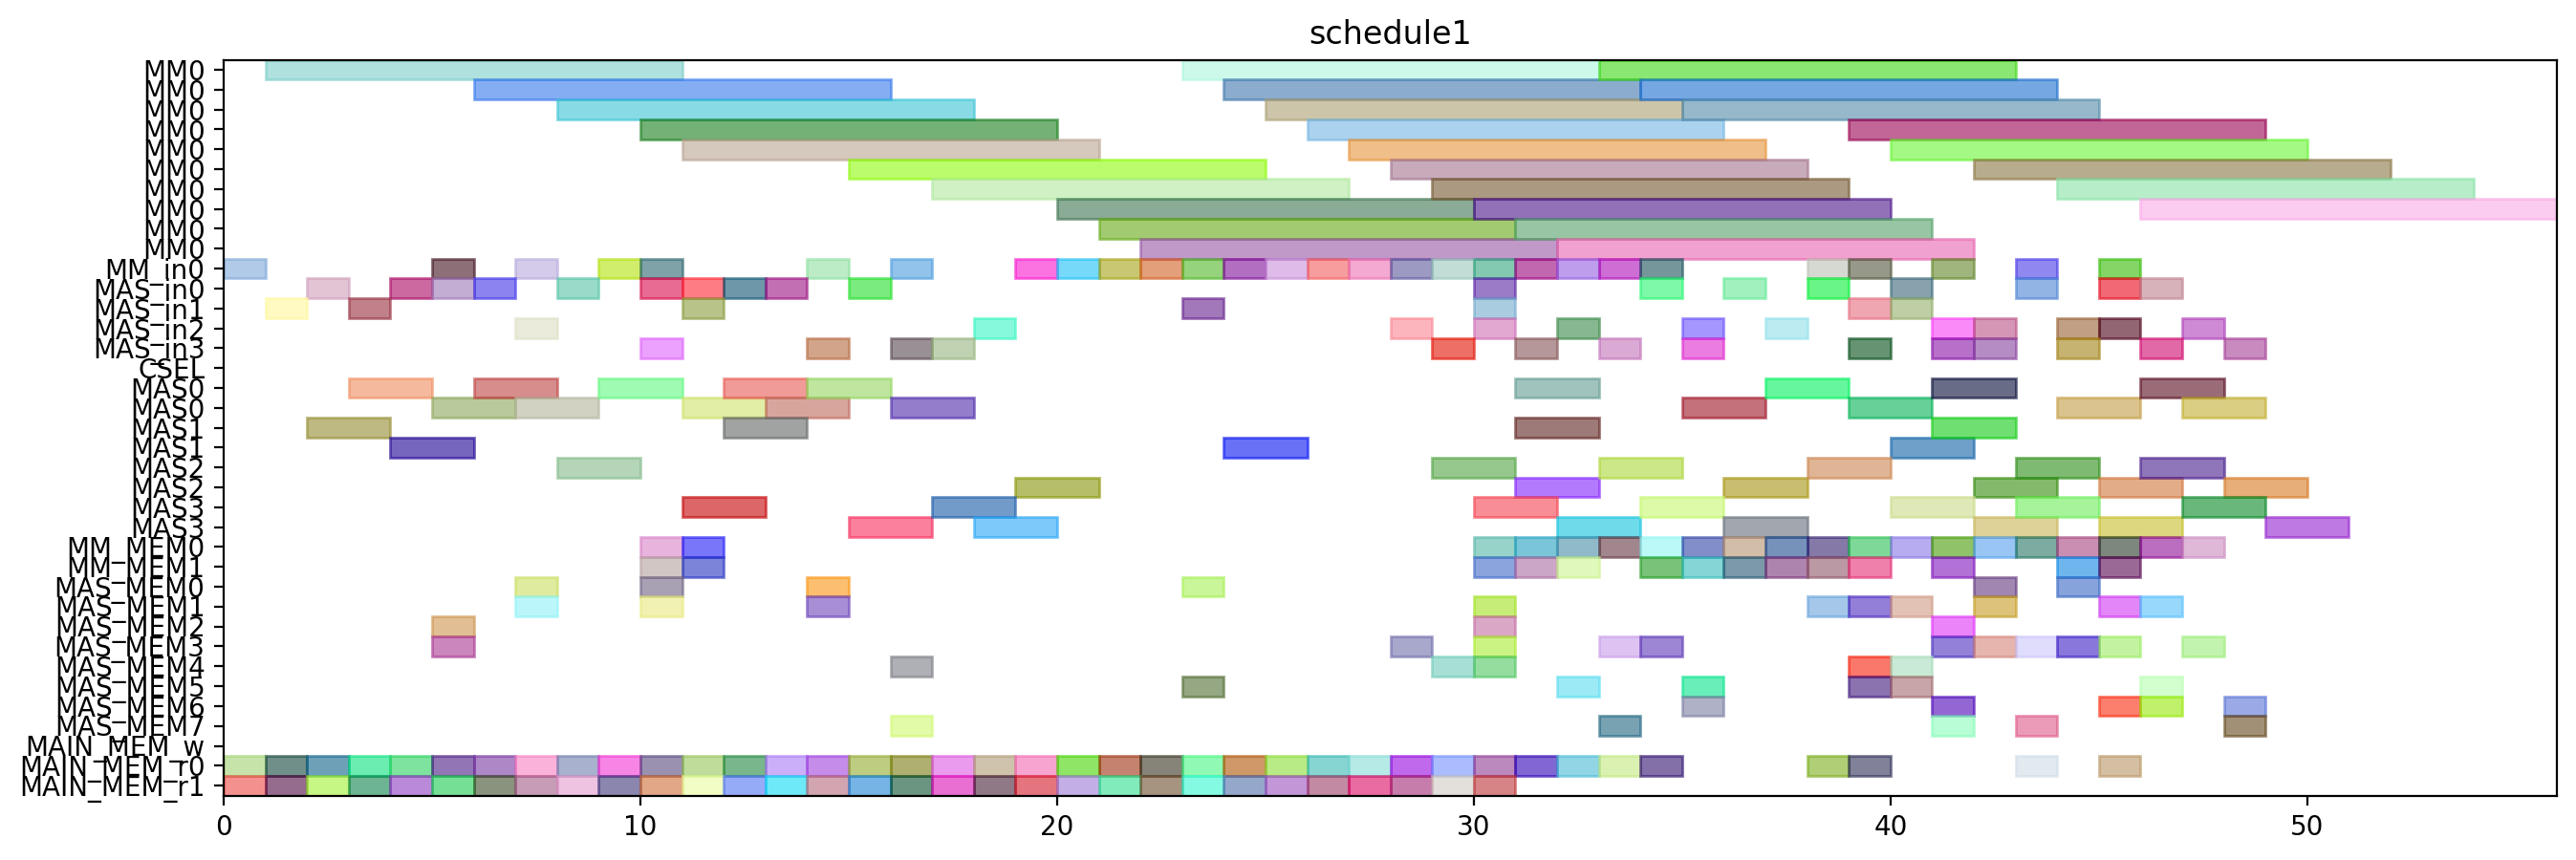 schedule1
MM0
MM0
MM0
MM0
MM0
MM0
MM0
MM0
MM0
MM0
MM_in0
MAS_in0
MAS_in1
MAS_in2
MAS_in3
CSEL
MAS0
MAS0
MAS1
MAS1
MAS2
MAS2
MAS3
MAS3
MM_MEM0
MM_MEM1
MAS_MEM0
MAS_MEM1
MAS_MEM2
MAS_MEM3
MAS_MEM4
MAS_MEM5
MAS_MEM6
MAS_MEM7
MAIN_MEM_w
MAIN_MEM_r0
MAIN_MEM_r1
0 10 20 30 40 50